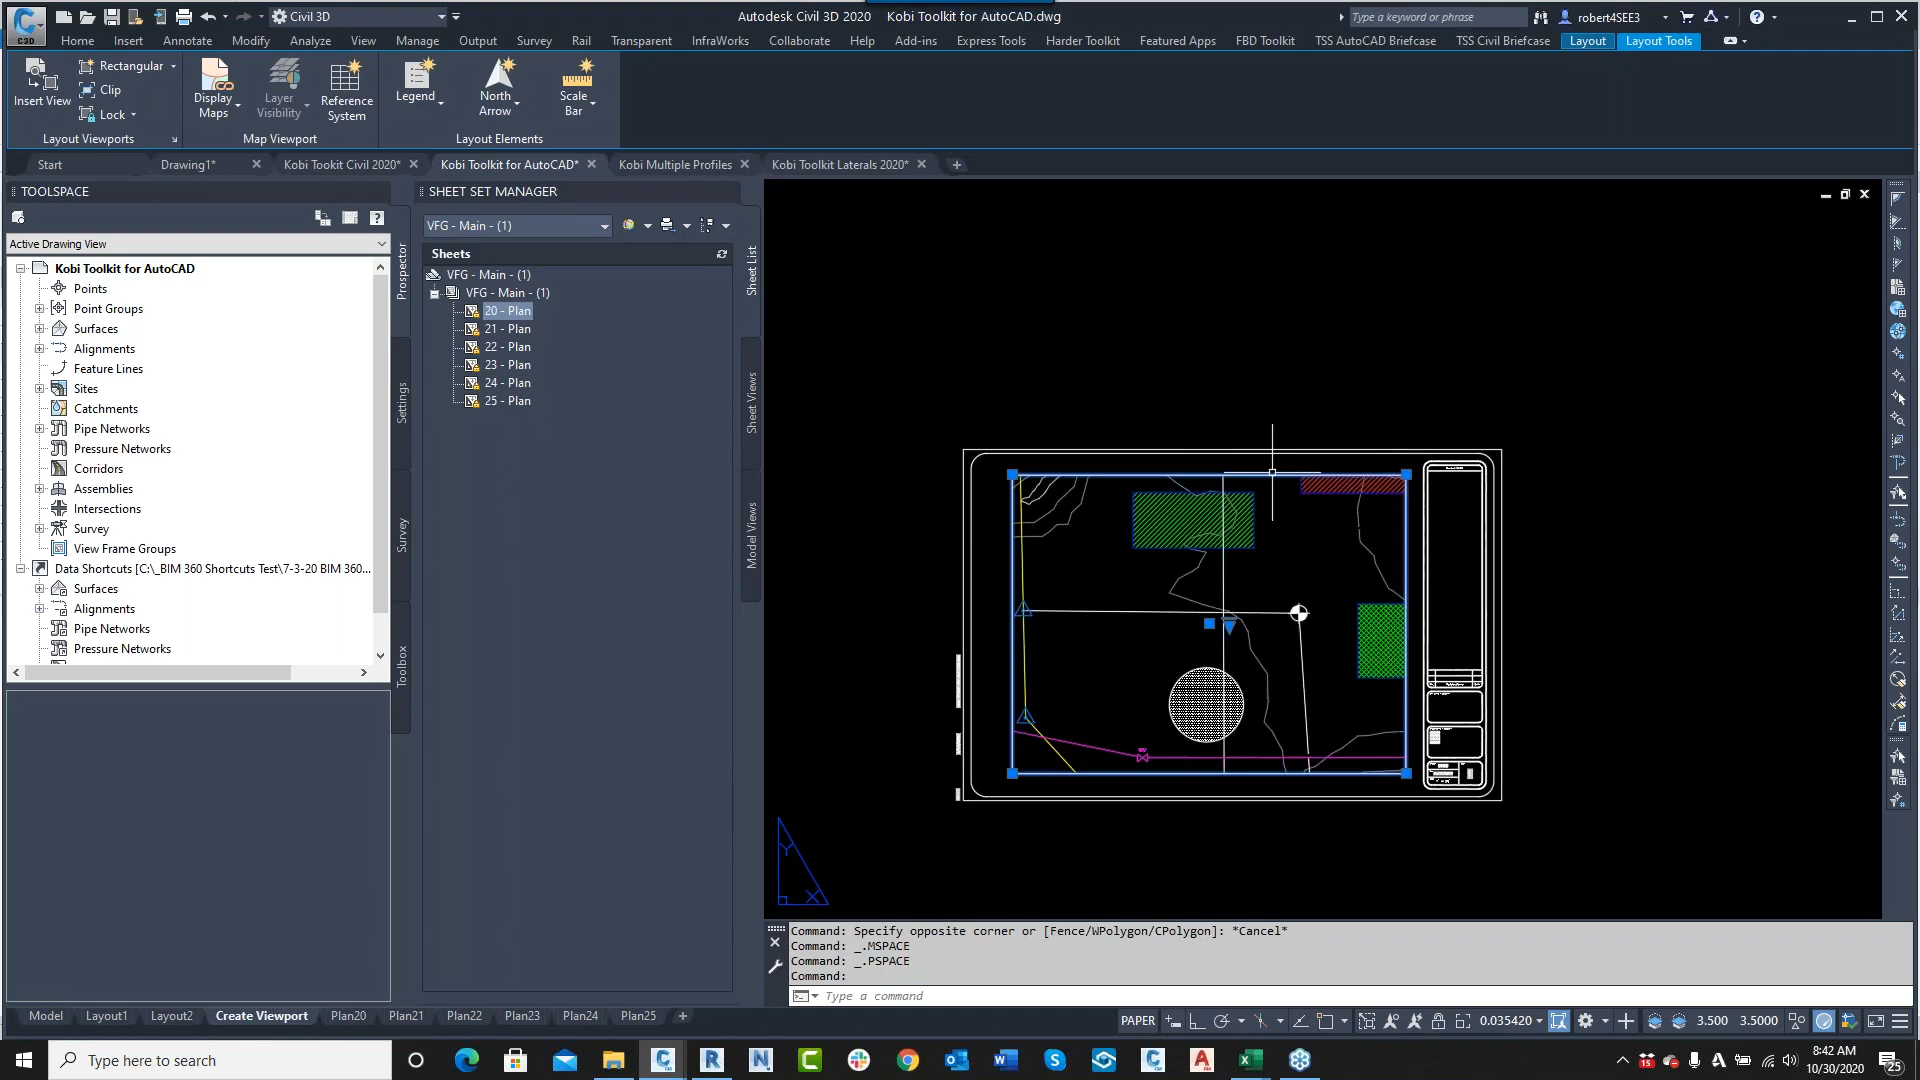 C3D
Civil 3D
Autodesk Civil 3D 2020 Kobi Toolkit for AutoCAD.dwg
Type a keyword or phrase
robert4SEE3
Home Insert Annotate Modify Analyze View Manage Output Survey Rail Transparent InfraWorks Collaborate Help Add-ins Express Tools Harder Toolkit Featured Apps FBD Toolkit TSS AutoCAD Briefcase TSS Civil Briefcase Layout Layout Tools
Insert View
Rectangular
Clip
Lock
Display Maps
Layer Visibility
Reference System
Legend
North Arrow
Scale Bar
Layout Viewports Map Viewport Layout Elements
Start Drawing1* Kobi Tookit Civil 2020* Kobi Toolkit for AutoCAD* Kobi Multiple Profiles Kobi Toolkit Laterals 2020*
TOOLSPACE
Active Drawing View
Kobi Toolkit for AutoCAD
Points
Point Groups
Surfaces
Alignments
Feature Lines
Sites
Catchments
Pipe Networks
Pressure Networks
Corridors
Assemblies
Intersections
Survey
View Frame Groups
Data Shortcuts [C:\_BIM 360 Shortcuts Test\7-3-20 BIM 360...
Surfaces
Alignments
Pipe Networks
Pressure Networks
Prospector
Settings
Survey
Toolbox
SHEET SET MANAGER
VFG - Main - (1)
Sheets
VFG - Main - (1)
VFG - Main - (1)
20 - Plan
21 - Plan
22 - Plan
23 - Plan
24 - Plan
25 - Plan
Sheet List
Sheet Views
Model Views
Y
X
Command: Specify opposite corner or [Fence/WPolygon/CPolygon]: *Cancel*
Command: _.MSPACE
Command: _.PSPACE
Command:
Type a command
Model Layout1 Layout2 Create Viewport Plan20 Plan21 Plan22 Plan23 Plan24 Plan25
PAPER 0.035420 3.500 3.5000
Type here to search
8:42 AM
10/30/2020
15
25